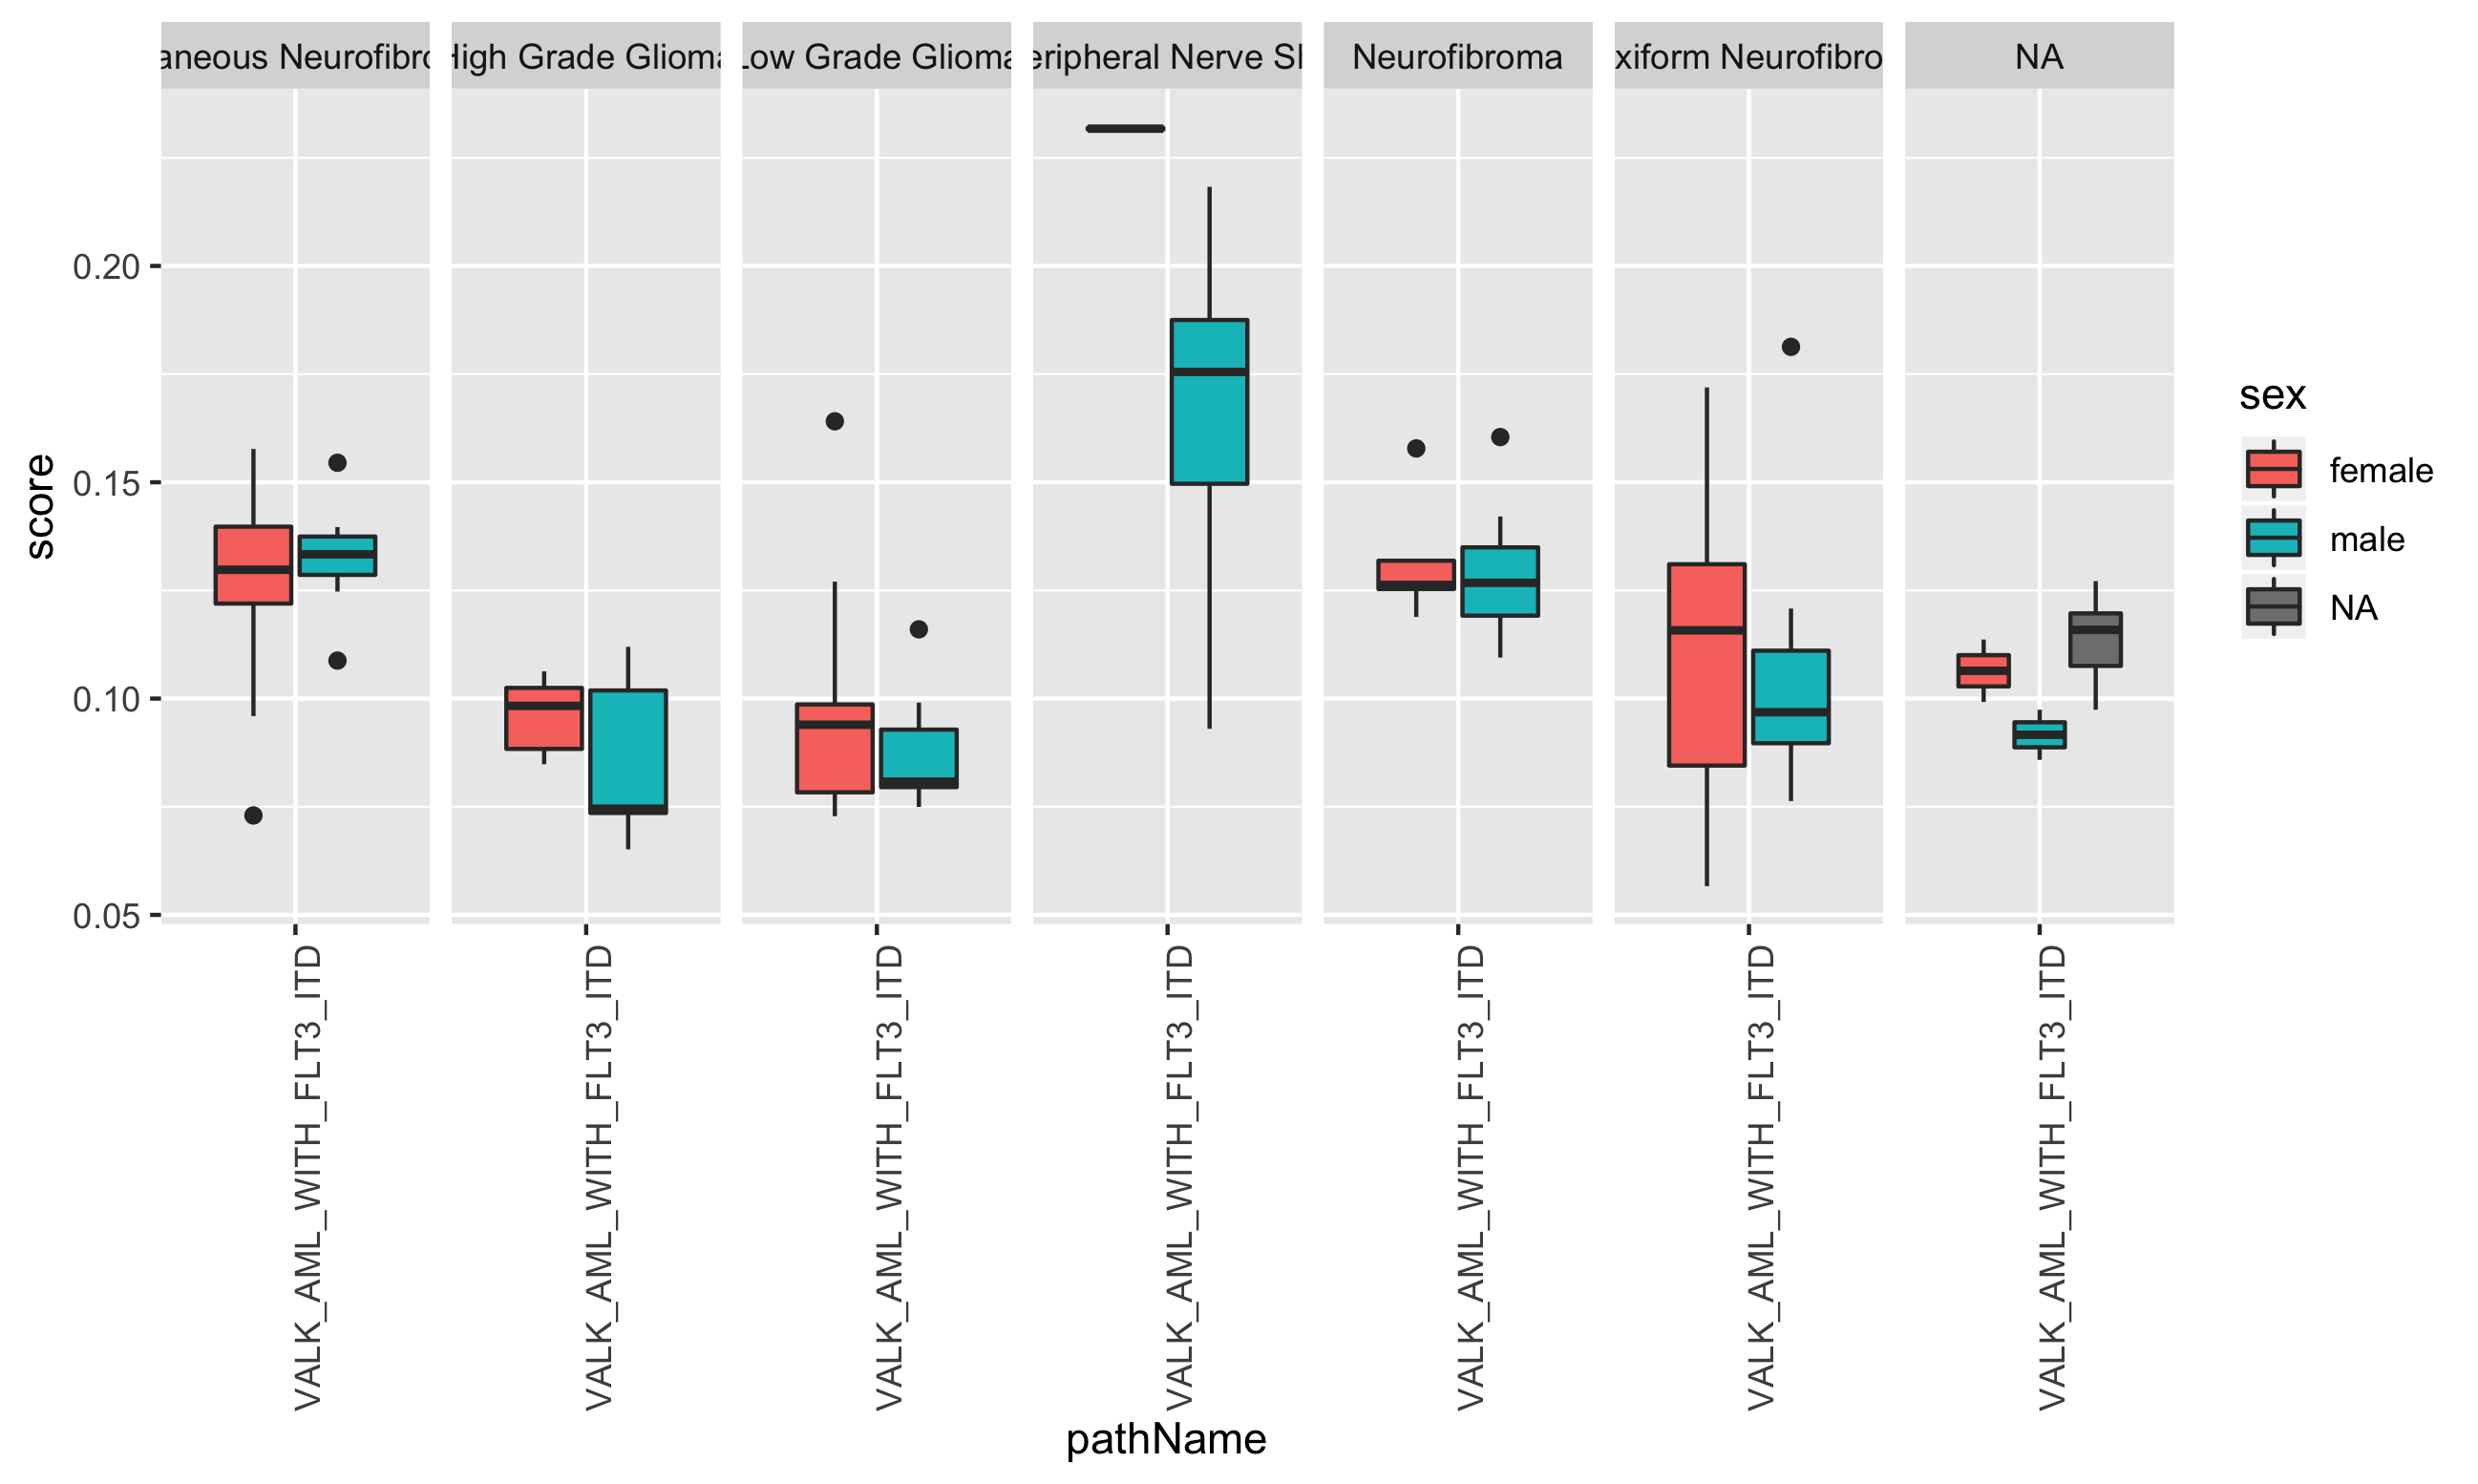 aneous Neurofibro
High Grade Glioma
Low Grade Glioma
eripheral Nerve Sh
Neurofibroma
xiform Neurofibro
NA
0.20
0.15
0.10
0.05
score
VALK_AML_WITH_FLT3_ITD
VALK_AML_WITH_FLT3_ITD
VALK_AML_WITH_FLT3_ITD
VALK_AML_WITH_FLT3_ITD
VALK_AML_WITH_FLT3_ITD
VALK_AML_WITH_FLT3_ITD
VALK_AML_WITH_FLT3_ITD
pathName
sex
female
male
NA